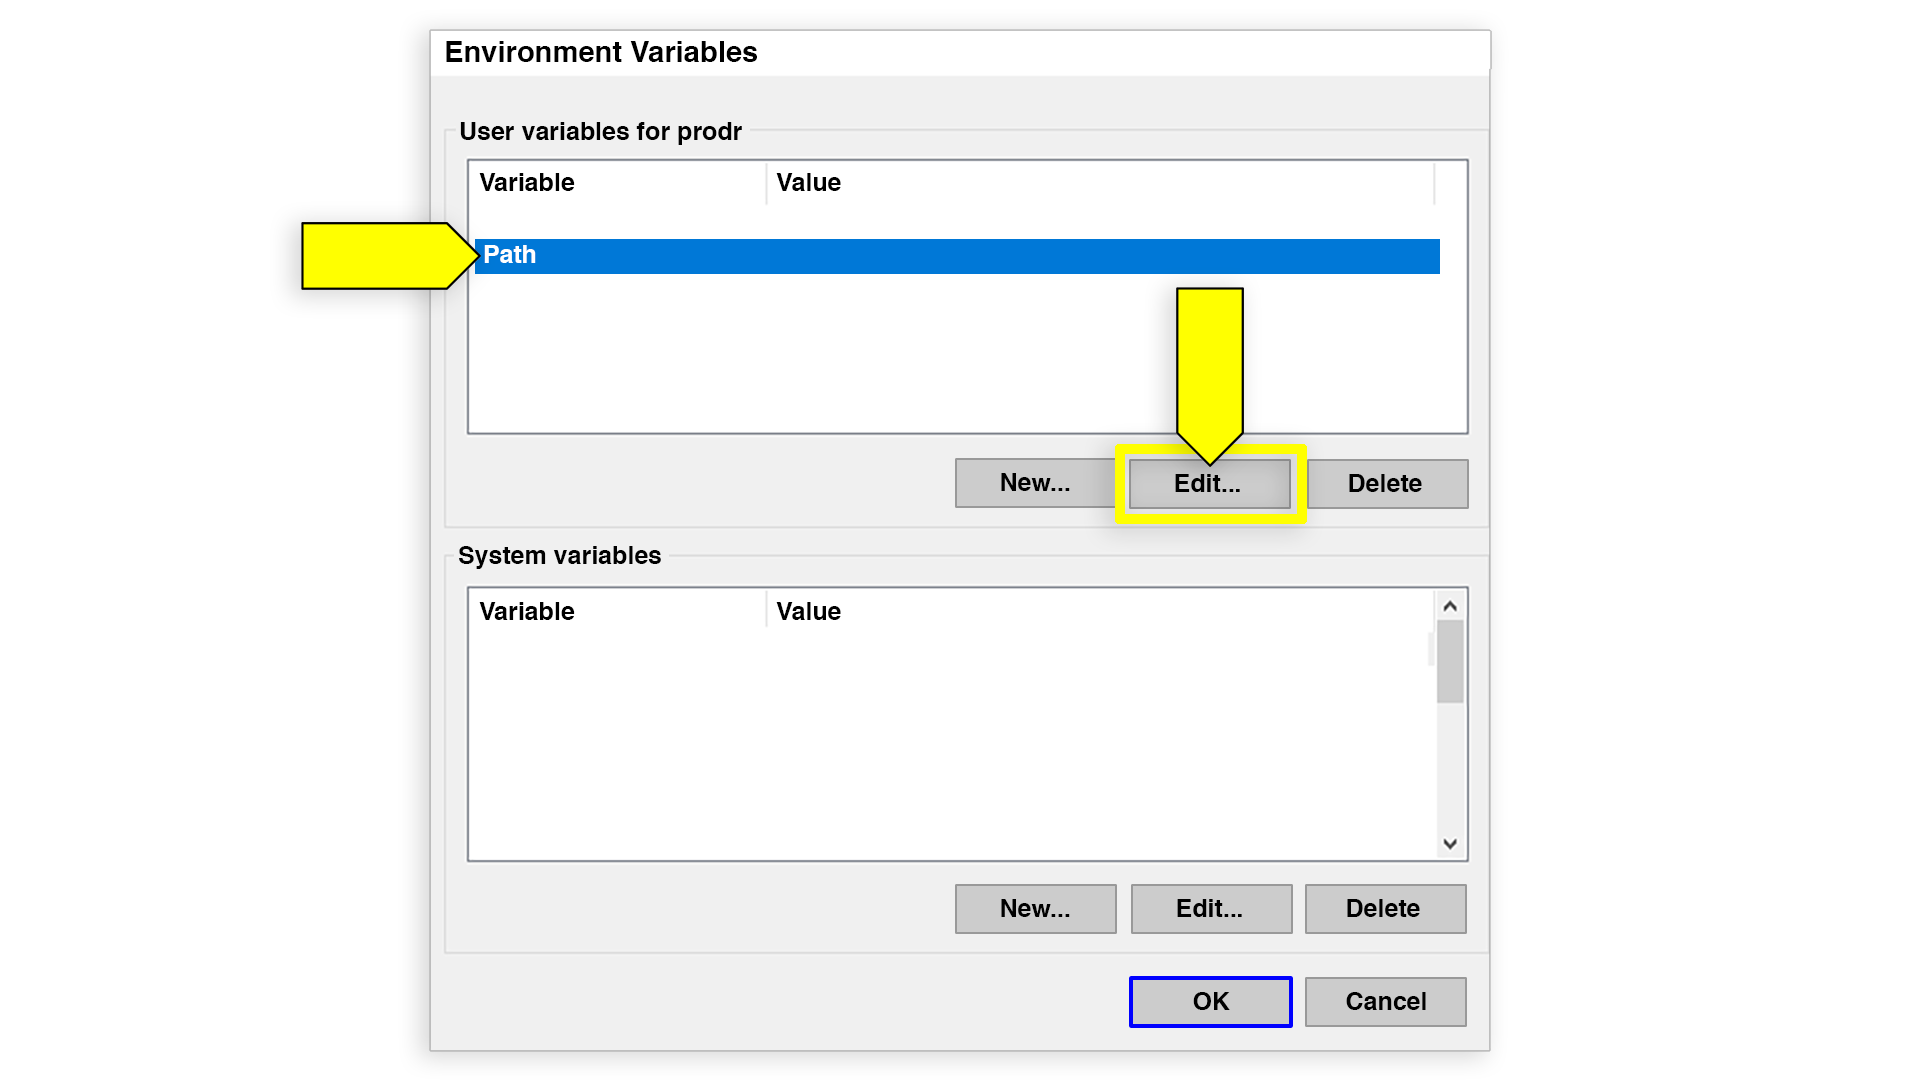 Environment Variables
User variables for prodr
Variable Value
Path
New... Edit... Delete
System variables
Variable Value
New... Edit... Delete
OK Cancel